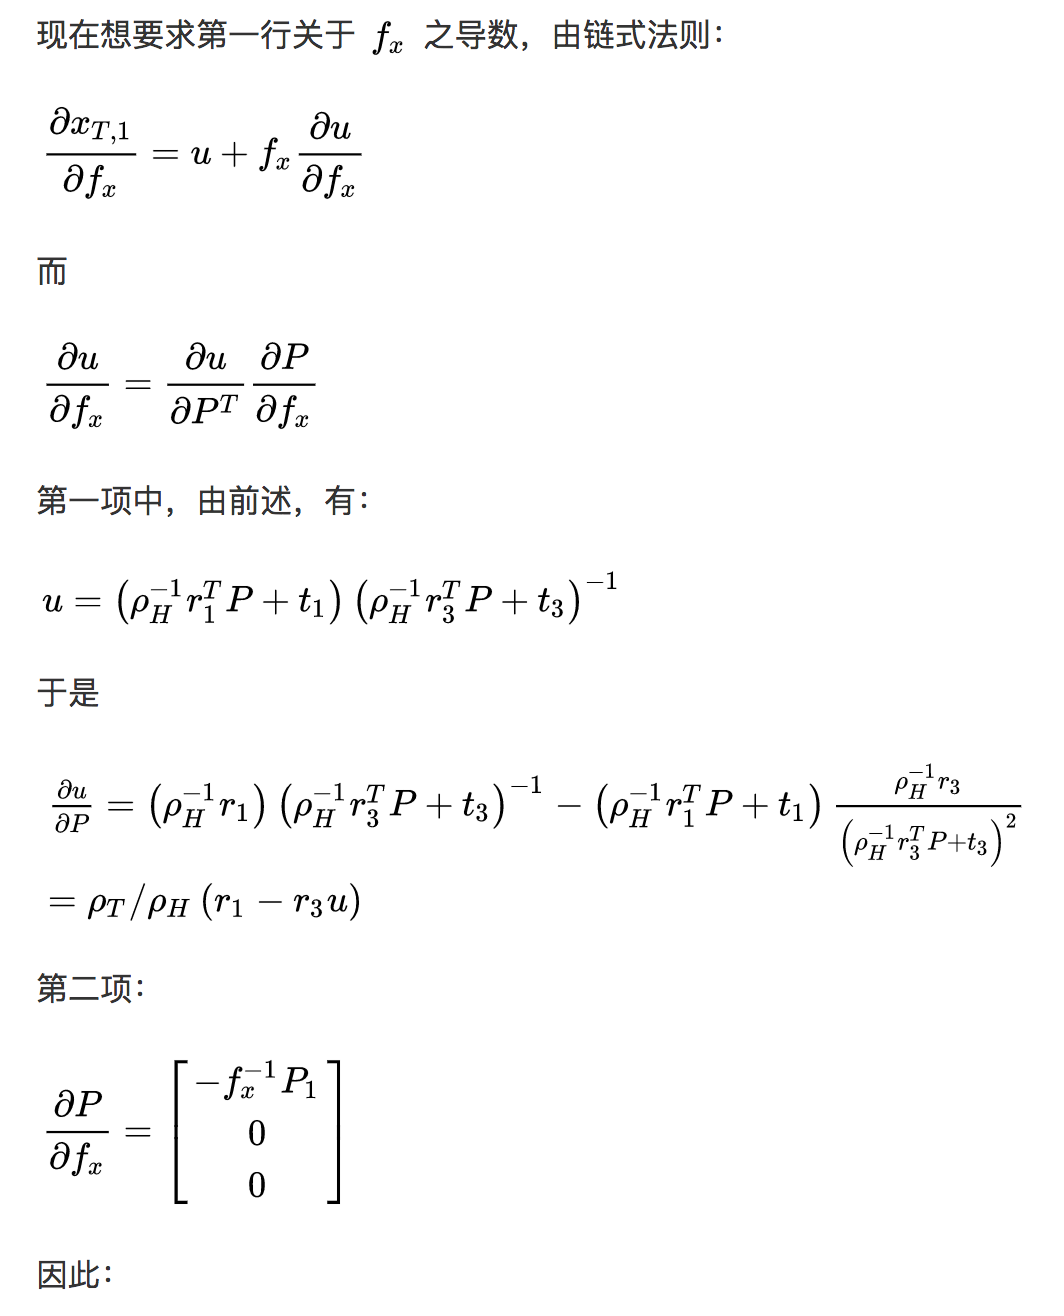 现在想要求第一行关于 $f_x$ 之导数，由链式法则：
$\frac{\partial x_{T,1}}{\partial f_x} = u + f_x \frac{\partial u}{\partial f_x}$
而
$\frac{\partial u}{\partial f_x} = \frac{\partial u}{\partial P^T} \frac{\partial P}{\partial f_x}$
第一项中，由前述，有：
$u = \left(\rho_H^{-1} r_1^T P + t_1\right) \left(\rho_H^{-1} r_3^T P + t_3\right)^{-1}$
于是
$\frac{\partial u}{\partial P} = \left(\rho_H^{-1} r_1\right) \left(\rho_H^{-1} r_3^T P + t_3\right)^{-1} - \left(\rho_H^{-1} r_1^T P + t_1\right) \frac{\rho_H^{-1} r_3}{\left(\rho_H^{-1} r_3^T P + t_3\right)^2}$
$= \rho_T / \rho_H \left(r_1 - r_3 u\right)$
第二项：
$\frac{\partial P}{\partial f_x} = \begin{bmatrix} -f_x^{-1} P_1 \\ 0 \\ 0 \end{bmatrix}$
因此：